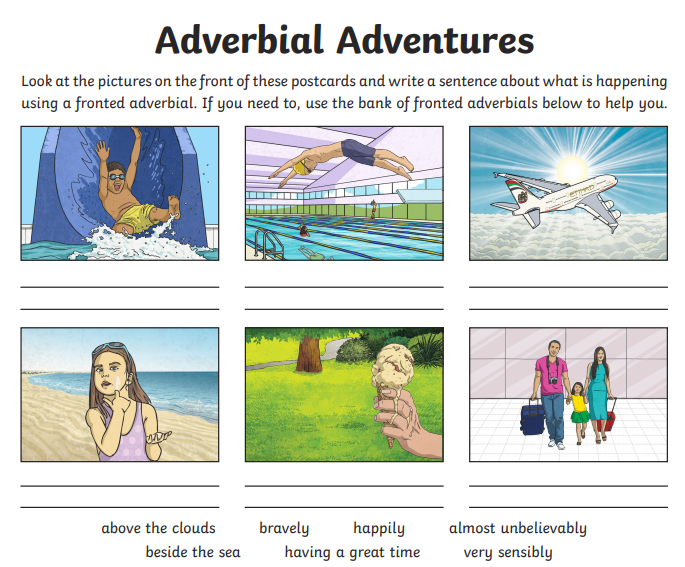 Adverbial Adventures
Look at the pictures on the front of these postcards and write a sentence about what is happening
using a fronted adverbial. If you need to, use the bank of fronted adverbials below to help you.
ETIHAD
above the clouds bravely happily almost unbelievably
beside the sea having a great time very sensibly